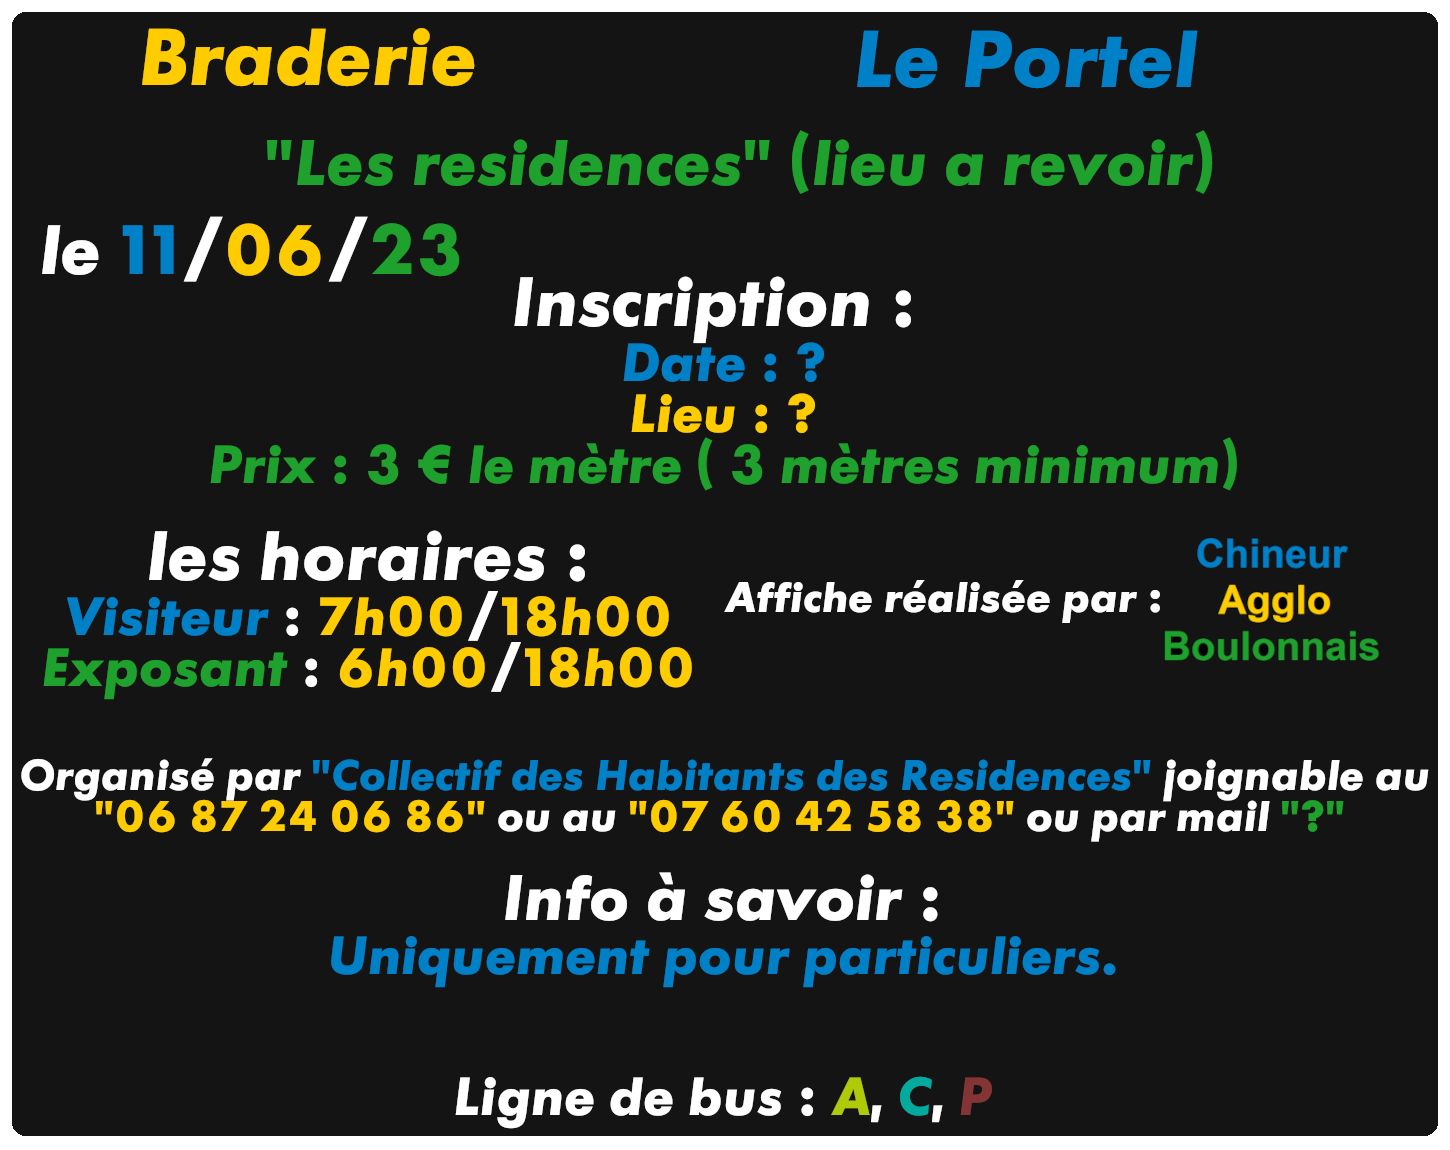 Braderie Le Portel
"Les residences" (lieu a revoir)
le 11/06/23
Inscription :
Date : ?
Lieu : ?
Prix : 3 € le mètre ( 3 mètres minimum)
les horaires :
Visiteur : 7h00/18h00
Exposant : 6h00/18h00
Affiche réalisée par :
Chineur
Agglo
Boulonnais
Organisé par "Collectif des Habitants des Residences" joignable au
"06 87 24 06 86" ou au "07 60 42 58 38" ou par mail "?"
Info à savoir :
Uniquement pour particuliers.
Ligne de bus : A, C, P